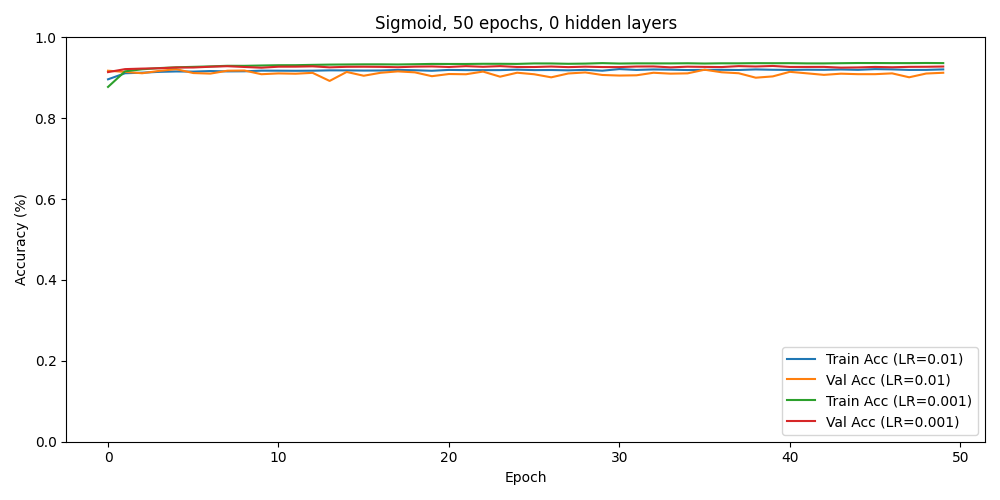 Sigmoid, 50 epochs, 0 hidden layers
1.0
0.8
0.6
0.4
0.2
0.0
Accuracy (%)
0 10 20 30 40 50
Epoch
Train Acc (LR=0.01)
Val Acc (LR=0.01)
Train Acc (LR=0.001)
Val Acc (LR=0.001)